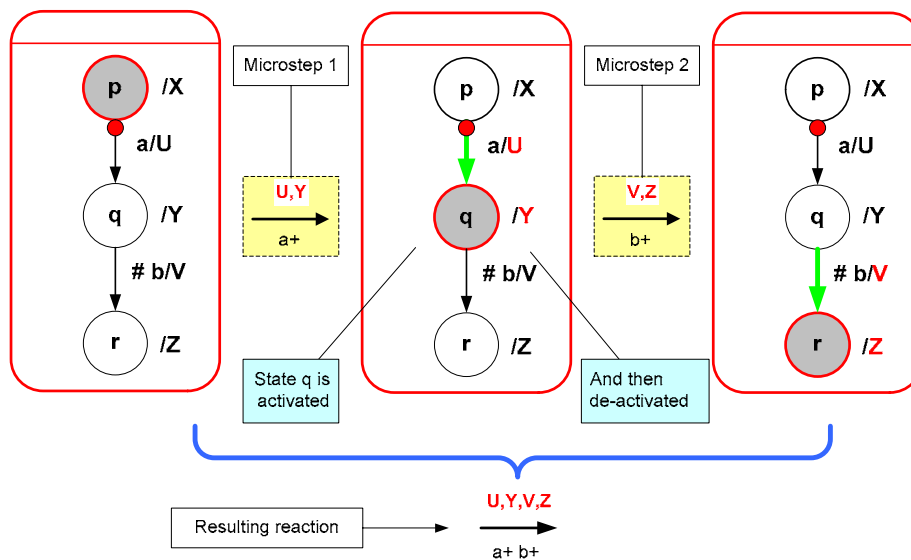 p /X
a/U
q /Y
# b/V
r /Z
Microstep 1
U,Y
a+
p /X
a/U
q /Y
# b/V
r /Z
Microstep 2
V,Z
b+
p /X
a/U
q /Y
# b/V
r /Z
State q is
activated
And then
de-activated
Resulting reaction
U,Y,V,Z
a+ b+